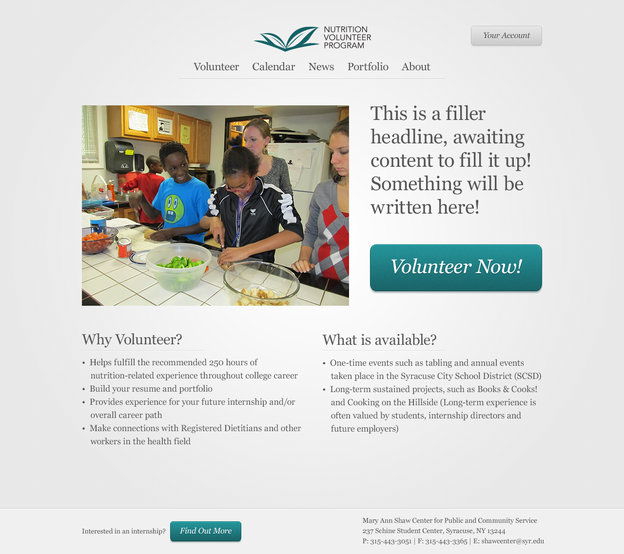 NUTRITION
VOLUNTEER
PROGRAM
Your Account
Volunteer Calendar News Portfolio About
This is a filler
headline, awaiting
content to fill it up!
Something will be
written here!
Volunteer Now!
Why Volunteer?
• Helps fulfill the recommended 250 hours of
nutrition-related experience throughout college career
• Build your resume and portfolio
• Provides experience for your future internship and/or
overall career path
• Make connections with Registered Dietitians and other
workers in the health field
What is available?
• One-time events such as tabling and annual events
taken place in the Syracuse City School District (SCSD)
• Long-term sustained projects, such as Books & Cooks!
and Cooking on the Hillside (Long-term experience is
often valued by students, internship directors and
future employers)
Interested in an internship?
Find Out More
Mary Ann Shaw Center for Public and Community Service
237 Schine Student Center, Syracuse, NY 13244
P: 315-443-3051 | F: 315-443-3365 | E: shawcenter@syr.edu